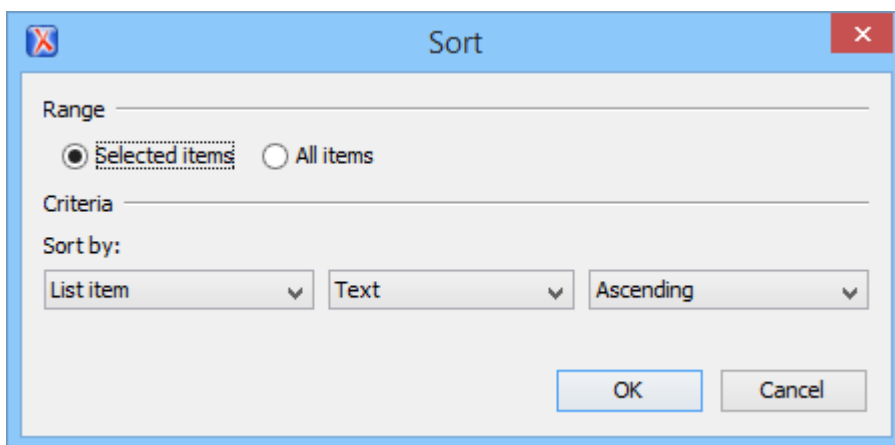 Sort
Range
Selected items All items
Criteria
Sort by:
List item Text Ascending
OK Cancel